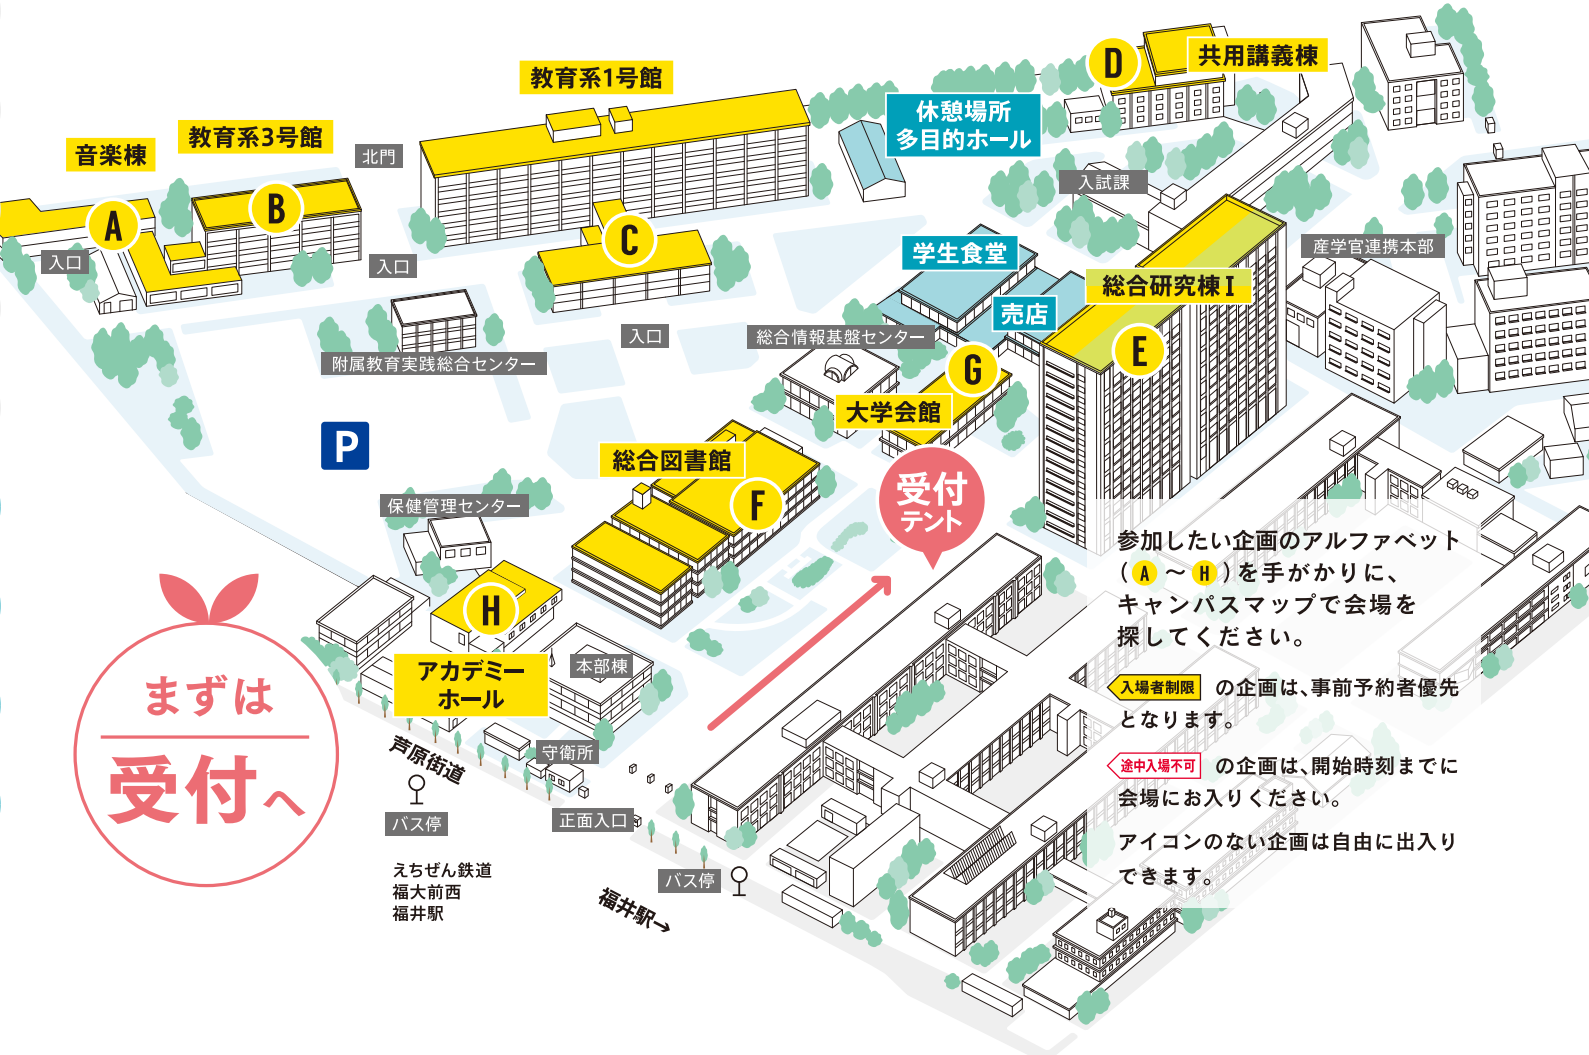 教育系1号館
D
共用講義棟
休憩場所
多目的ホール
教育系3号館
音楽棟
北門
入試課
A
B
C
入口
入口
学生食堂
産学官連携本部
総合研究棟Ⅰ
売店
入口
総合情報基盤センター
E
附属教育実践総合センター
G
大学会館
P
総合図書館
受付
テント
F
保健管理センター
参加したい企画のアルファベット
(A～H)を手がかりに、
キャンパスマップで会場を
探してください。
H
アカデミー
ホール
本部棟
入場者制限 の企画は、事前予約者優先
となります。
まずは
受付へ
芦原街道
守衛所
途中入場不可 の企画は、開始時刻までに
会場にお入りください。
バス停
正面入口
アイコンのない企画は自由に出入り
できます。
えちぜん鉄道
福大前西
福井駅
バス停
福井駅→